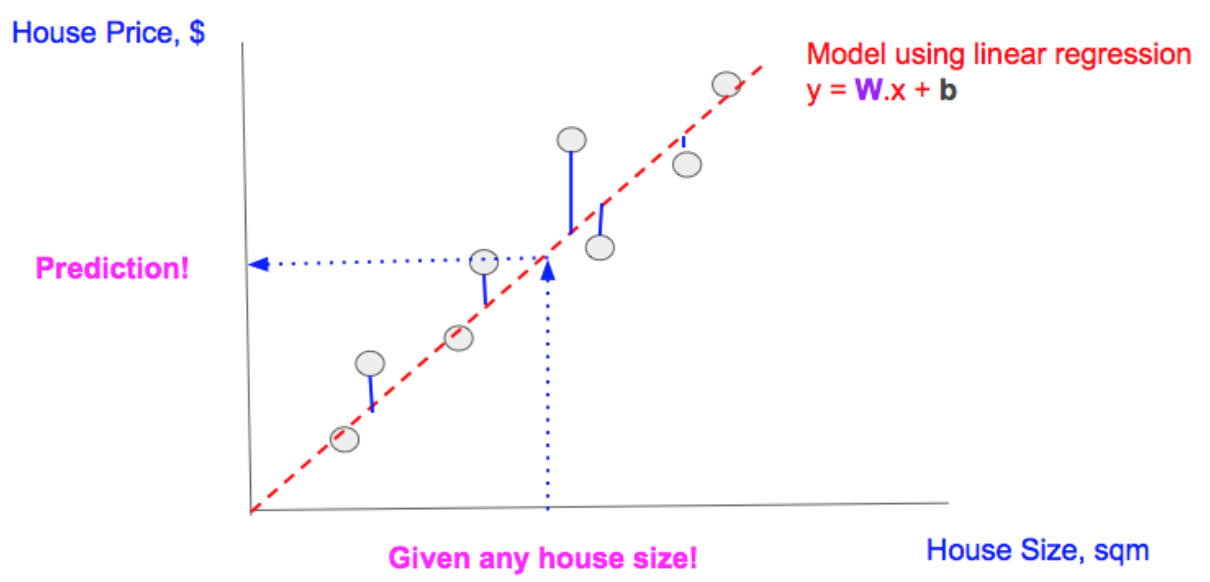 House Price, $
Model using linear regression
y = W.x + b
Prediction!
Given any house size!
House Size, sqm